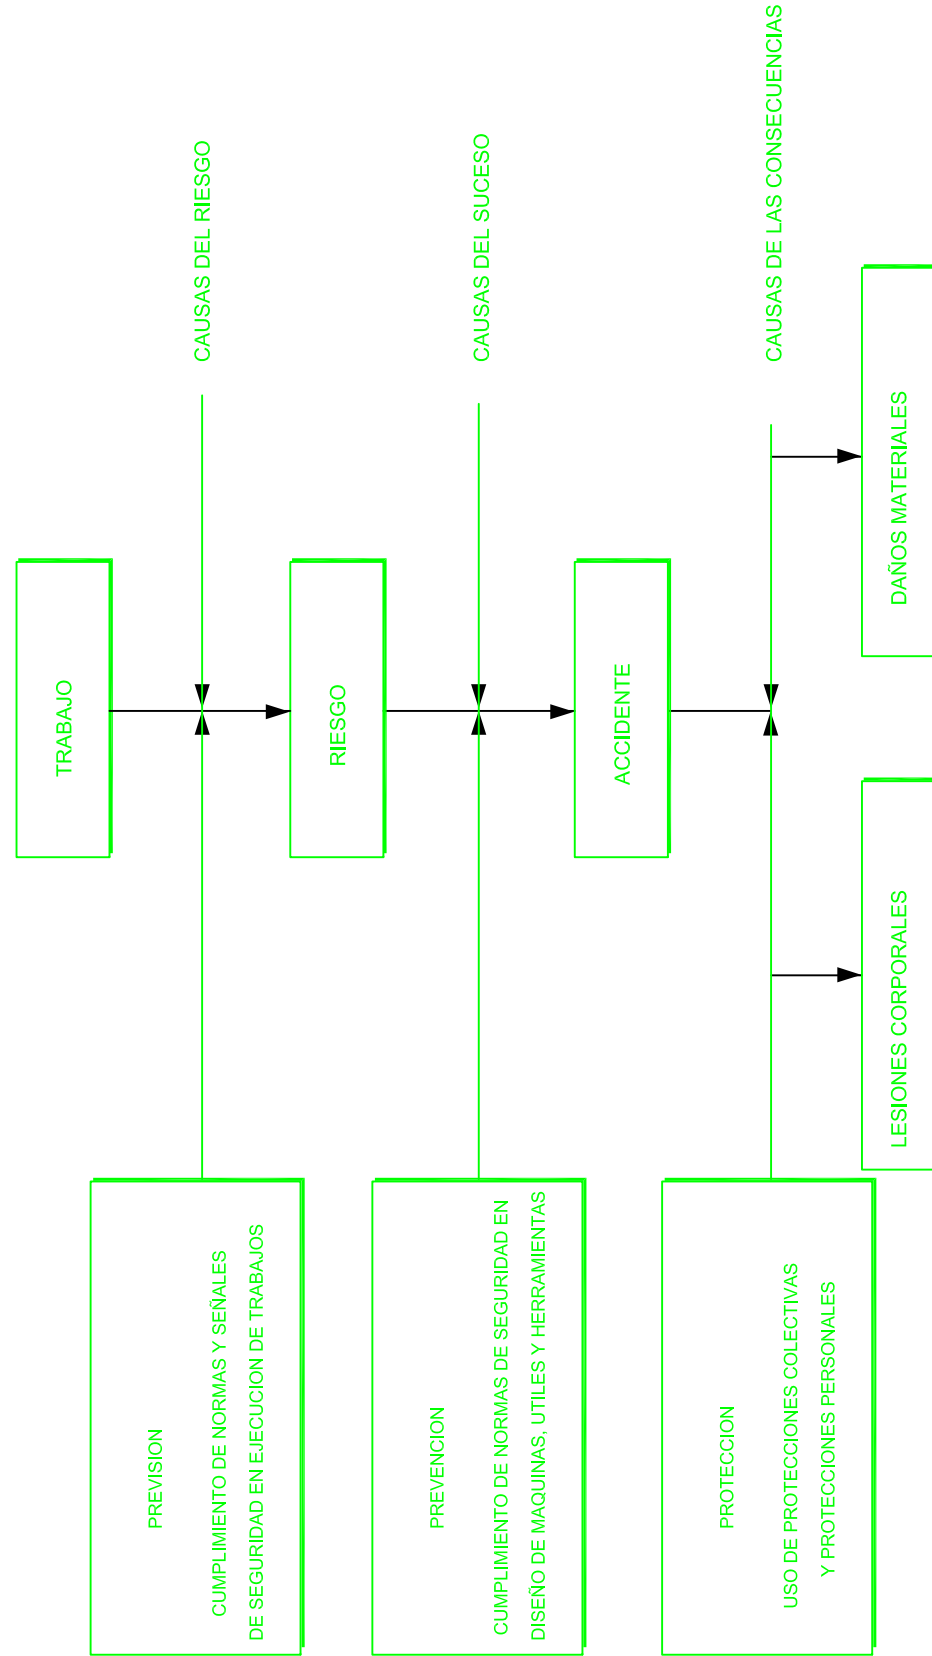 TRABAJO
CAUSAS DEL RIESGO
PREVISION
CUMPLIMIENTO DE NORMAS Y SEÑALES
DE SEGURIDAD EN EJECUCION DE TRABAJOS
RIESGO
CAUSAS DEL SUCESO
PREVENCION
CUMPLIMIENTO DE NORMAS DE SEGURIDAD EN
DISEÑO DE MAQUINAS, UTILES Y HERRAMIENTAS
ACCIDENTE
CAUSAS DE LAS CONSECUENCIAS
PROTECCION
USO DE PROTECCIONES COLECTIVAS
Y PROTECCIONES PERSONALES
LESIONES CORPORALES
DAÑOS MATERIALES